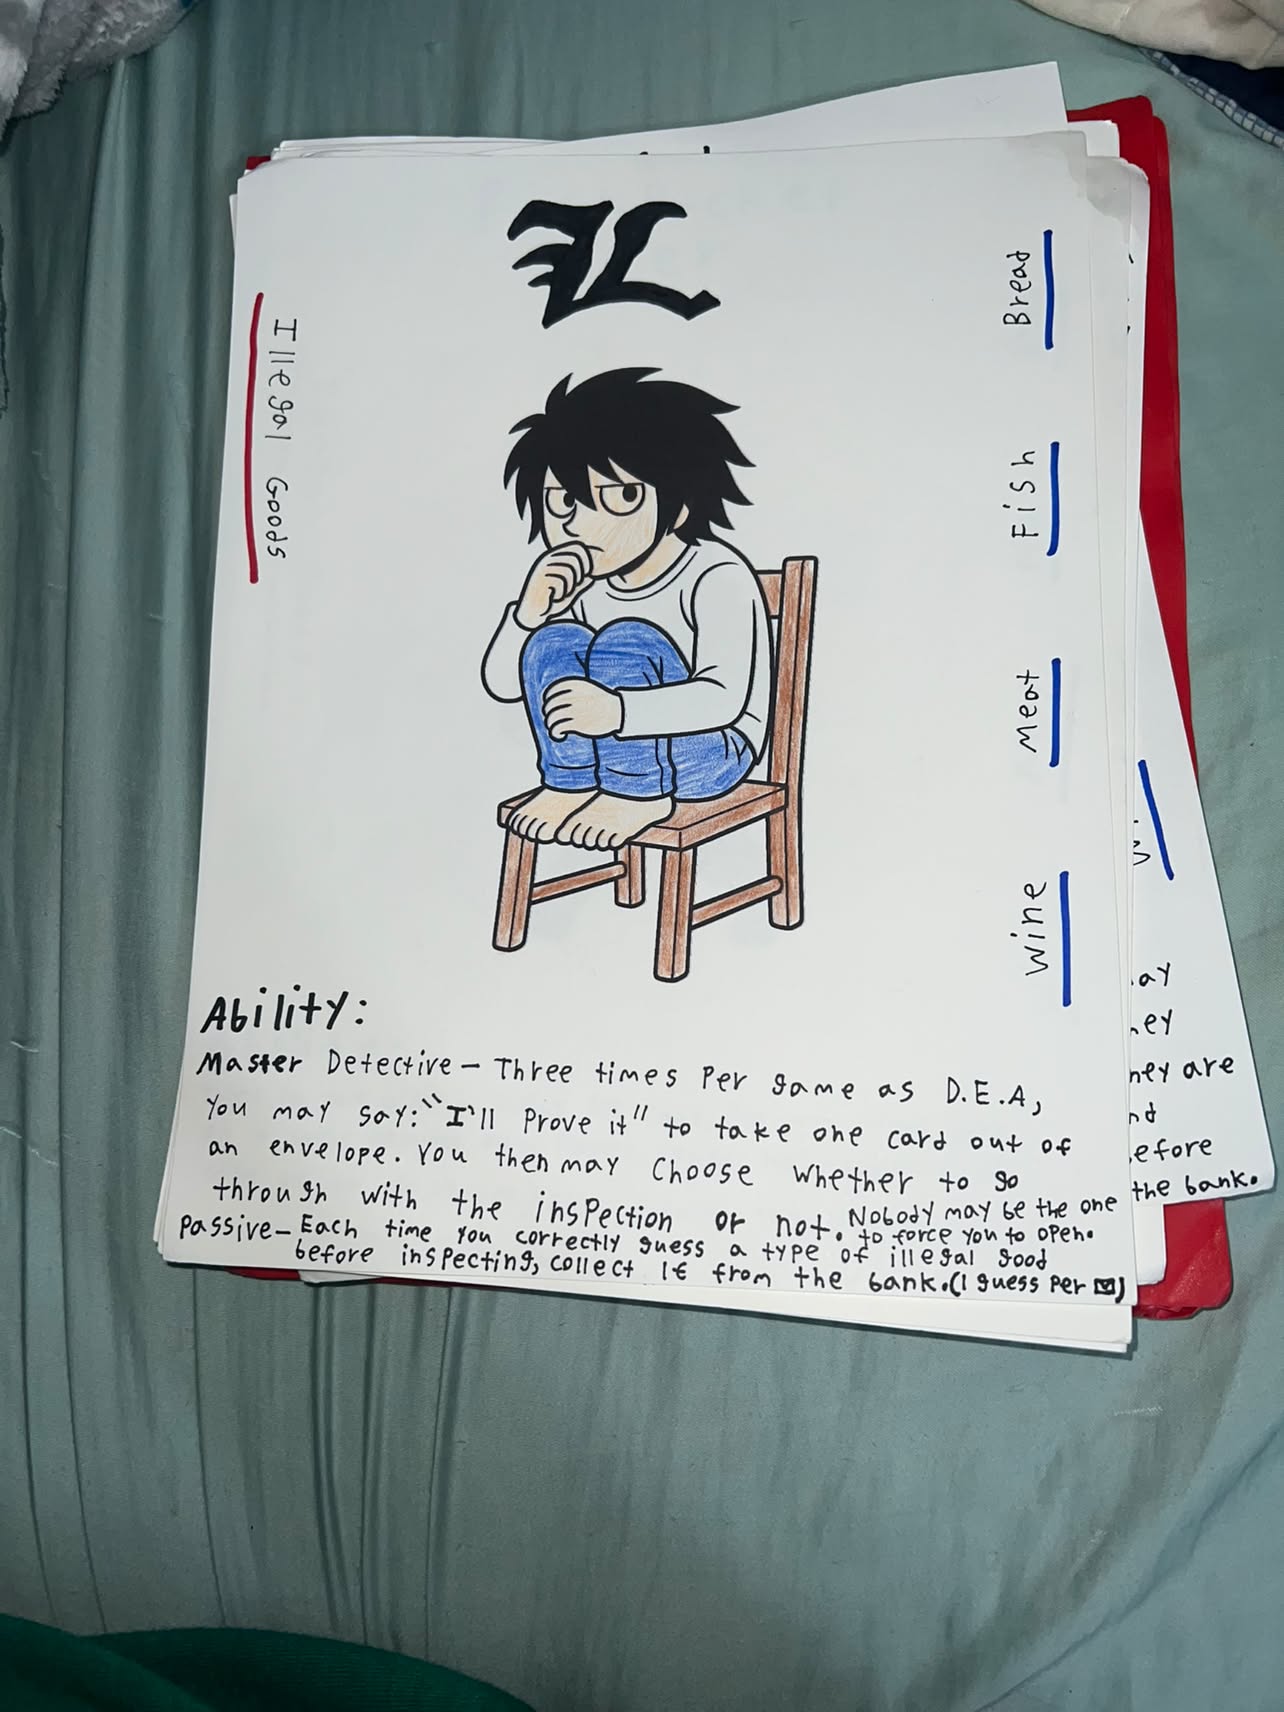 L
Illegal Goods
Bread
Fish
Meat
Wine
Ability:
Master Detective - Three times Per game as D.E.A,
You may say: "I'll Prove it" to take one card out of
an envelope. You then may choose whether to go
through with the inspection or not. Nobody may be the one
to force you to open.
Passive - Each time you correctly guess a type of illegal good
before inspecting, collect 1€ from the bank. (1 guess Per ✉)
ay
ey
hey are
nd
efore
the bank.